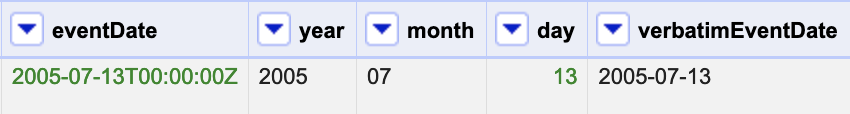 eventDate year month day verbatimEventDate
2005-07-13T00:00:00Z 2005 07 13 2005-07-13